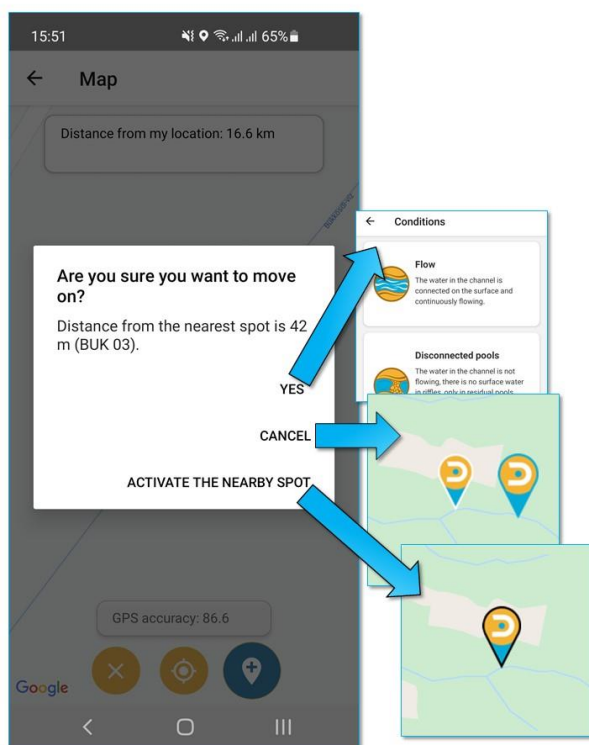 15:51
65%
Map
Distance from my location: 16.6 km
Are you sure you want to move
on?
Distance from the nearest spot is 42
m (BUK 03).
YES
CANCEL
ACTIVATE THE NEARBY SPOT
GPS accuracy: 86.6
Google
Conditions
Flow
The water in the channel is
connected on the surface and
continuously flowing.
Disconnected pools
The water in the channel is not
flowing, there is no surface water
in riffles, only in residual pools